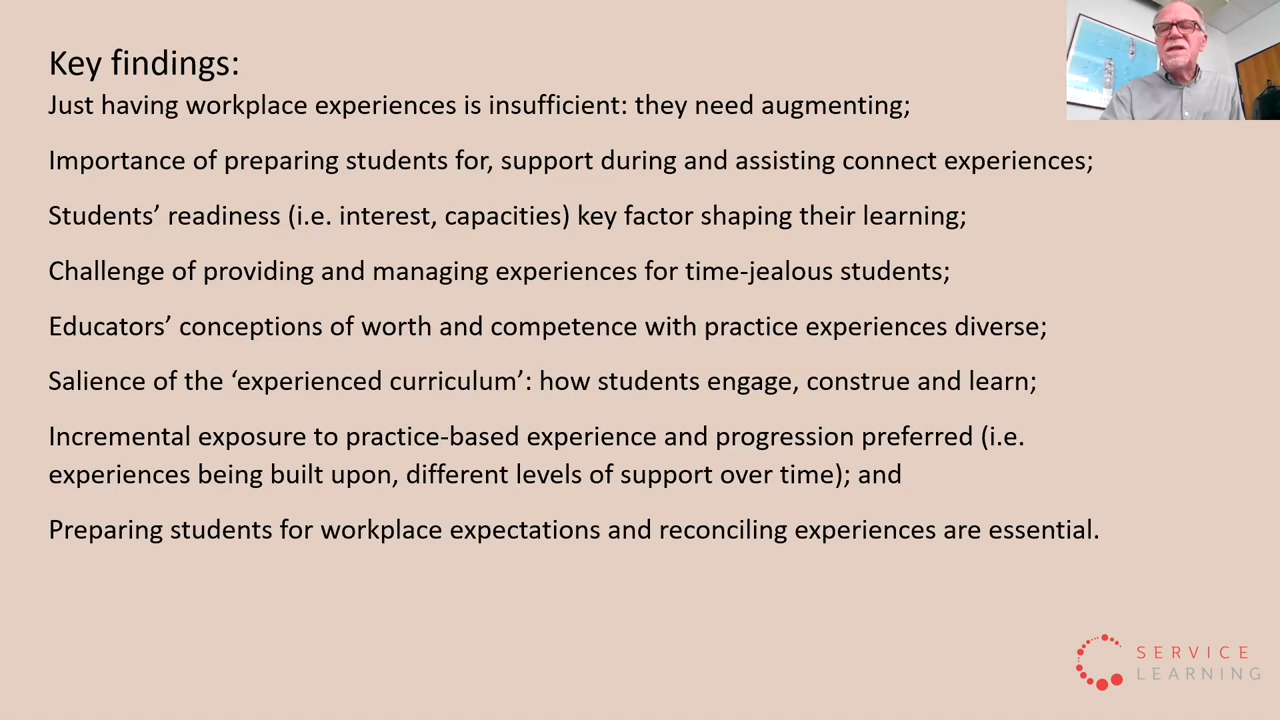 Key findings:
Just having workplace experiences is insufficient: they need augmenting;
Importance of preparing students for, support during and assisting connect experiences;
Students’ readiness (i.e. interest, capacities) key factor shaping their learning;
Challenge of providing and managing experiences for time-jealous students;
Educators’ conceptions of worth and competence with practice experiences diverse;
Salience of the ‘experienced curriculum’: how students engage, construe and learn;
Incremental exposure to practice-based experience and progression preferred (i.e.
experiences being built upon, different levels of support over time); and
Preparing students for workplace expectations and reconciling experiences are essential.
SERVICE
LEARNING